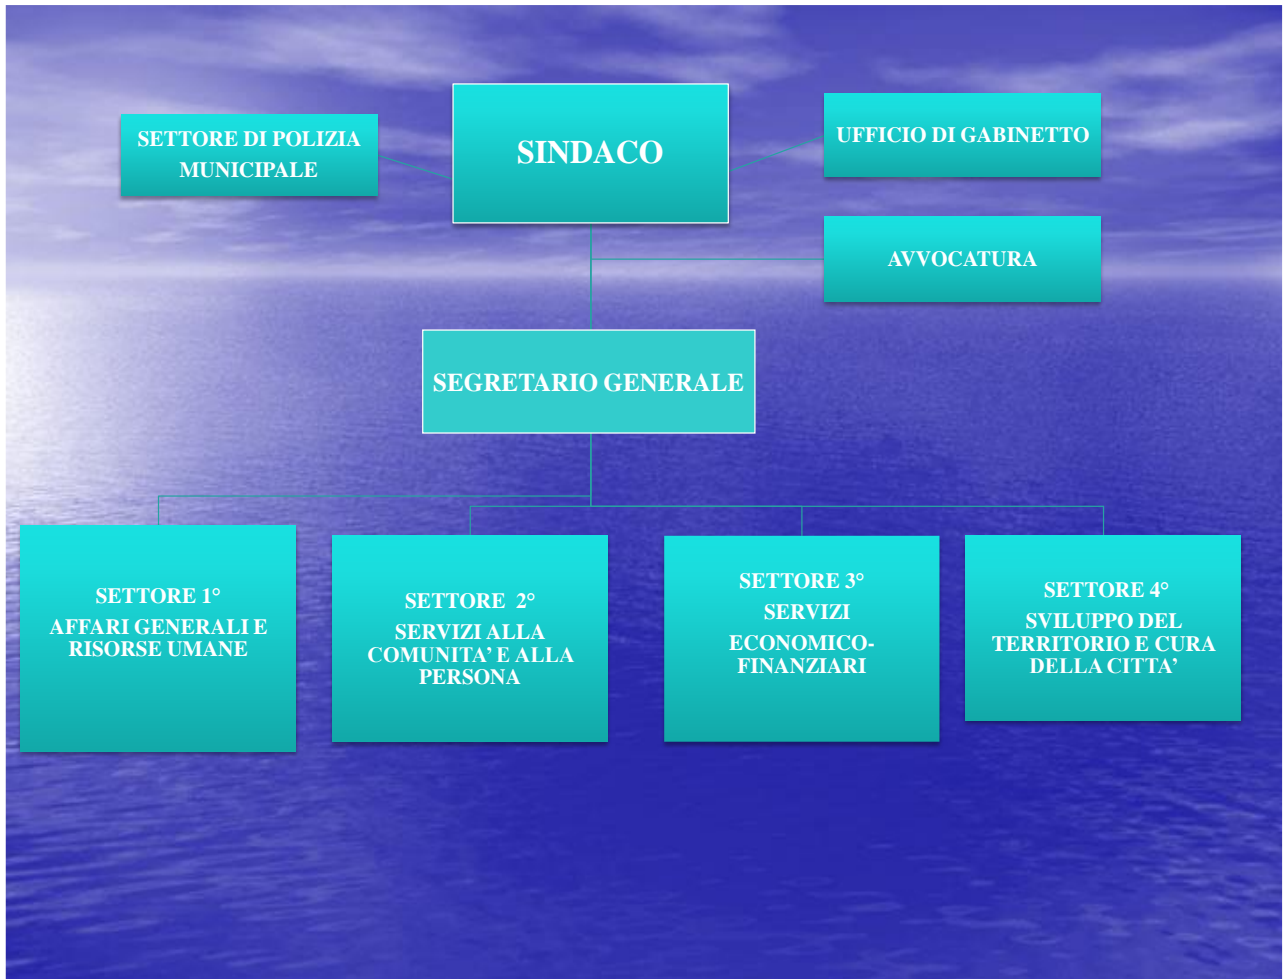 SETTORE DI POLIZIA
MUNICIPALE
SINDACO
UFFICIO DI GABINETTO
AVVOCATURA
SEGRETARIO GENERALE
SETTORE 1°
AFFARI GENERALI E
RISORSE UMANE
SETTORE 2°
SERVIZI ALLA
COMUNITA’ E ALLA
PERSONA
SETTORE 3°
SERVIZI
ECONOMICO-
FINANZIARI
SETTORE 4°
SVILUPPO DEL
TERRITORIO E CURA
DELLA CITTA’